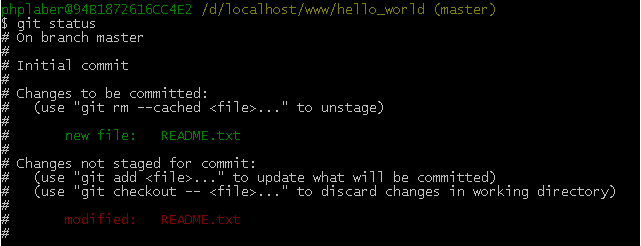 phplaber@94B1872616CC4E2 /d/localhost/www/hello_world (master)
$ git status
# On branch master
#
# Initial commit
#
# Changes to be committed:
#   (use "git rm --cached <file>..." to unstage)
#
#       new file:   README.txt
#
# Changes not staged for commit:
#   (use "git add <file>..." to update what will be committed)
#   (use "git checkout -- <file>..." to discard changes in working directory)
#
#       modified:   README.txt
#